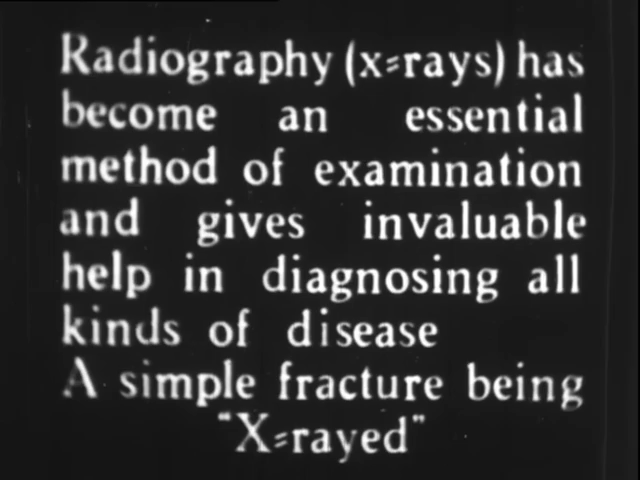 Radiography (x=rays) has
become an essential
method of examination
and gives invaluable
help in diagnosing all
kinds of disease
A simple fracture being
"X=rayed"